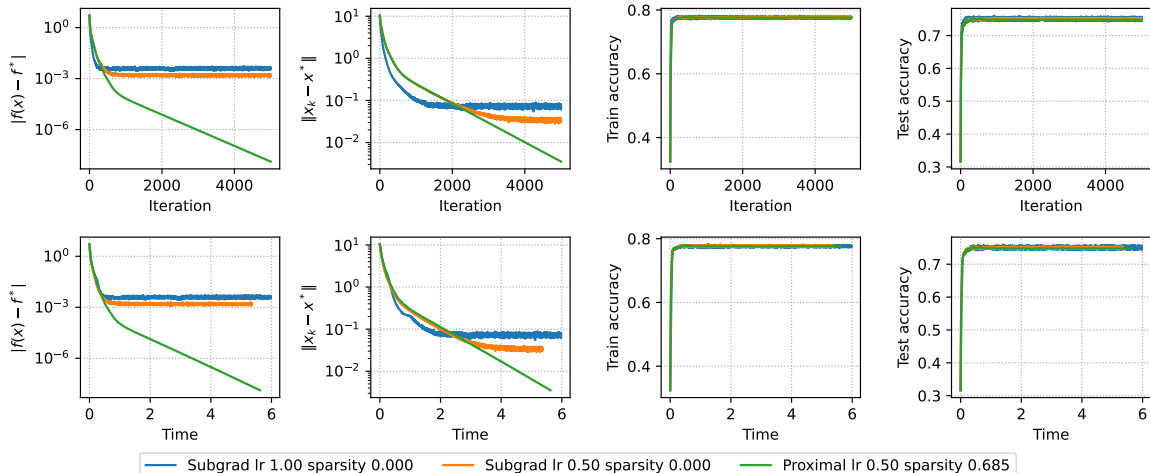 |f(x) − f*|
10⁰
10⁻³
10⁻⁶
0 2000 4000
Iteration
‖x_k − x*‖
10¹
10⁰
10⁻¹
10⁻²
0 2000 4000
Iteration
Train accuracy
0.8
0.6
0.4
0 2000 4000
Iteration
Test accuracy
0.7
0.6
0.5
0.4
0.3
0 2000 4000
Iteration
|f(x) − f*|
10⁰
10⁻³
10⁻⁶
0 2 4 6
Time
‖x_k − x*‖
10¹
10⁰
10⁻¹
10⁻²
0 2 4 6
Time
Train accuracy
0.8
0.6
0.4
0 2 4 6
Time
Test accuracy
0.7
0.6
0.5
0.4
0.3
0 2 4 6
Time
Subgrad lr 1.00 sparsity 0.000
Subgrad lr 0.50 sparsity 0.000
Proximal lr 0.50 sparsity 0.685